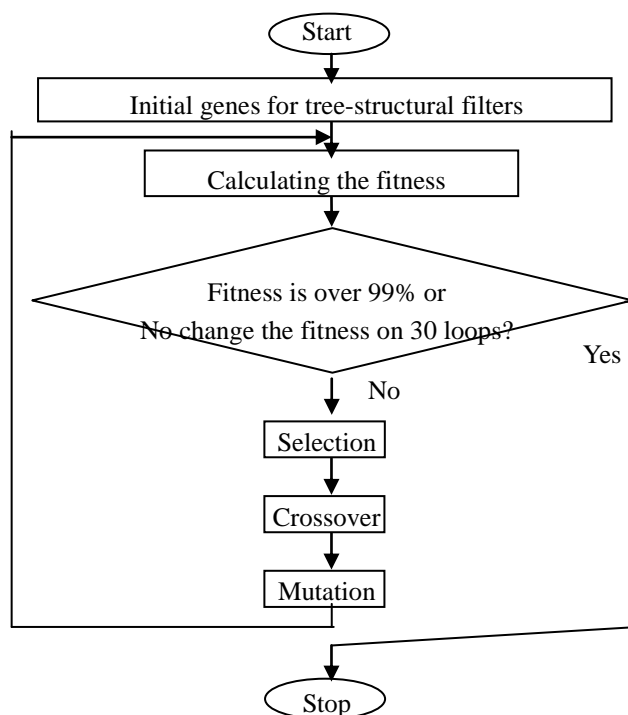 Start
Initial genes for tree-structural filters
Calculating the fitness
Fitness is over 99% or
No change the fitness on 30 loops?
Yes
No
Selection
Crossover
Mutation
Stop